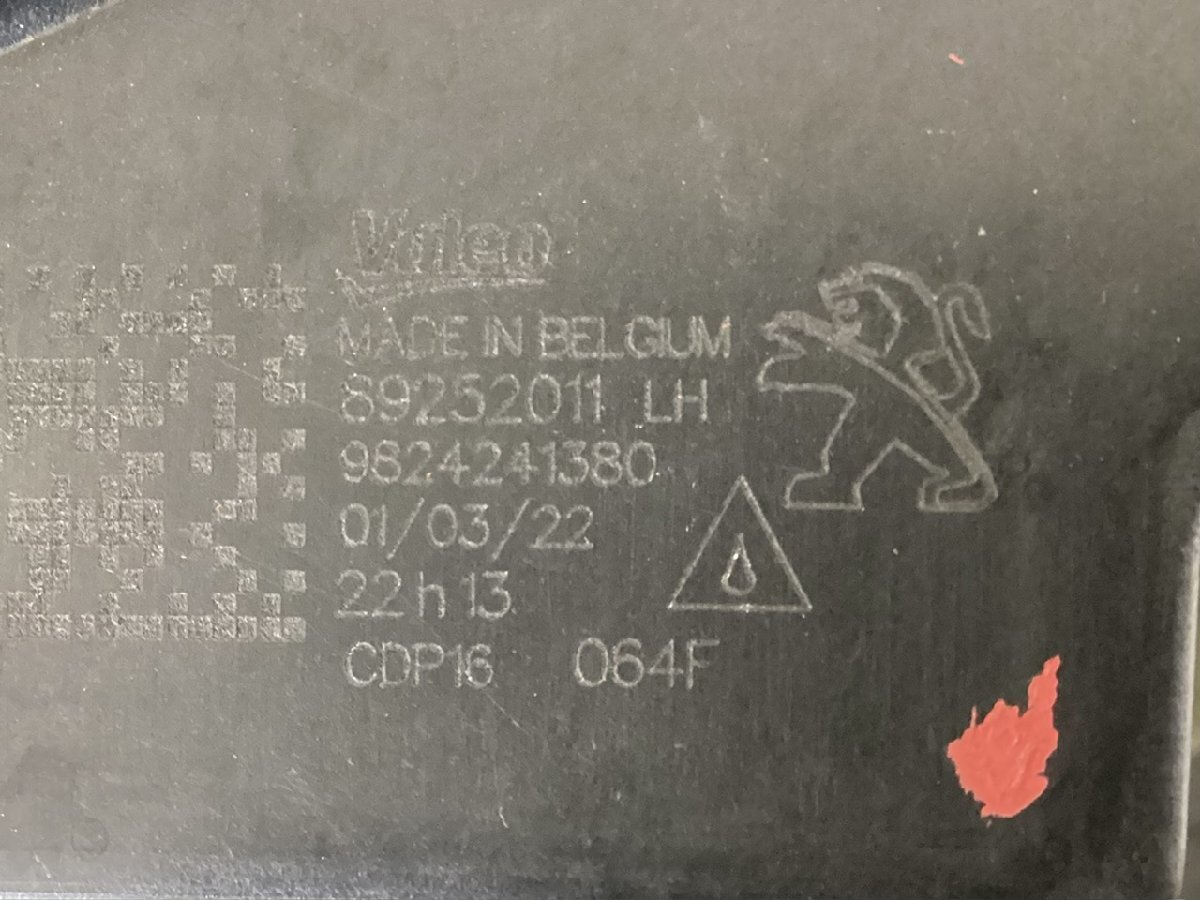 Valeo
MADE IN BELGIUM
89252011 LH
9824241380
01/03/22
22 h 13
CDP16 064F